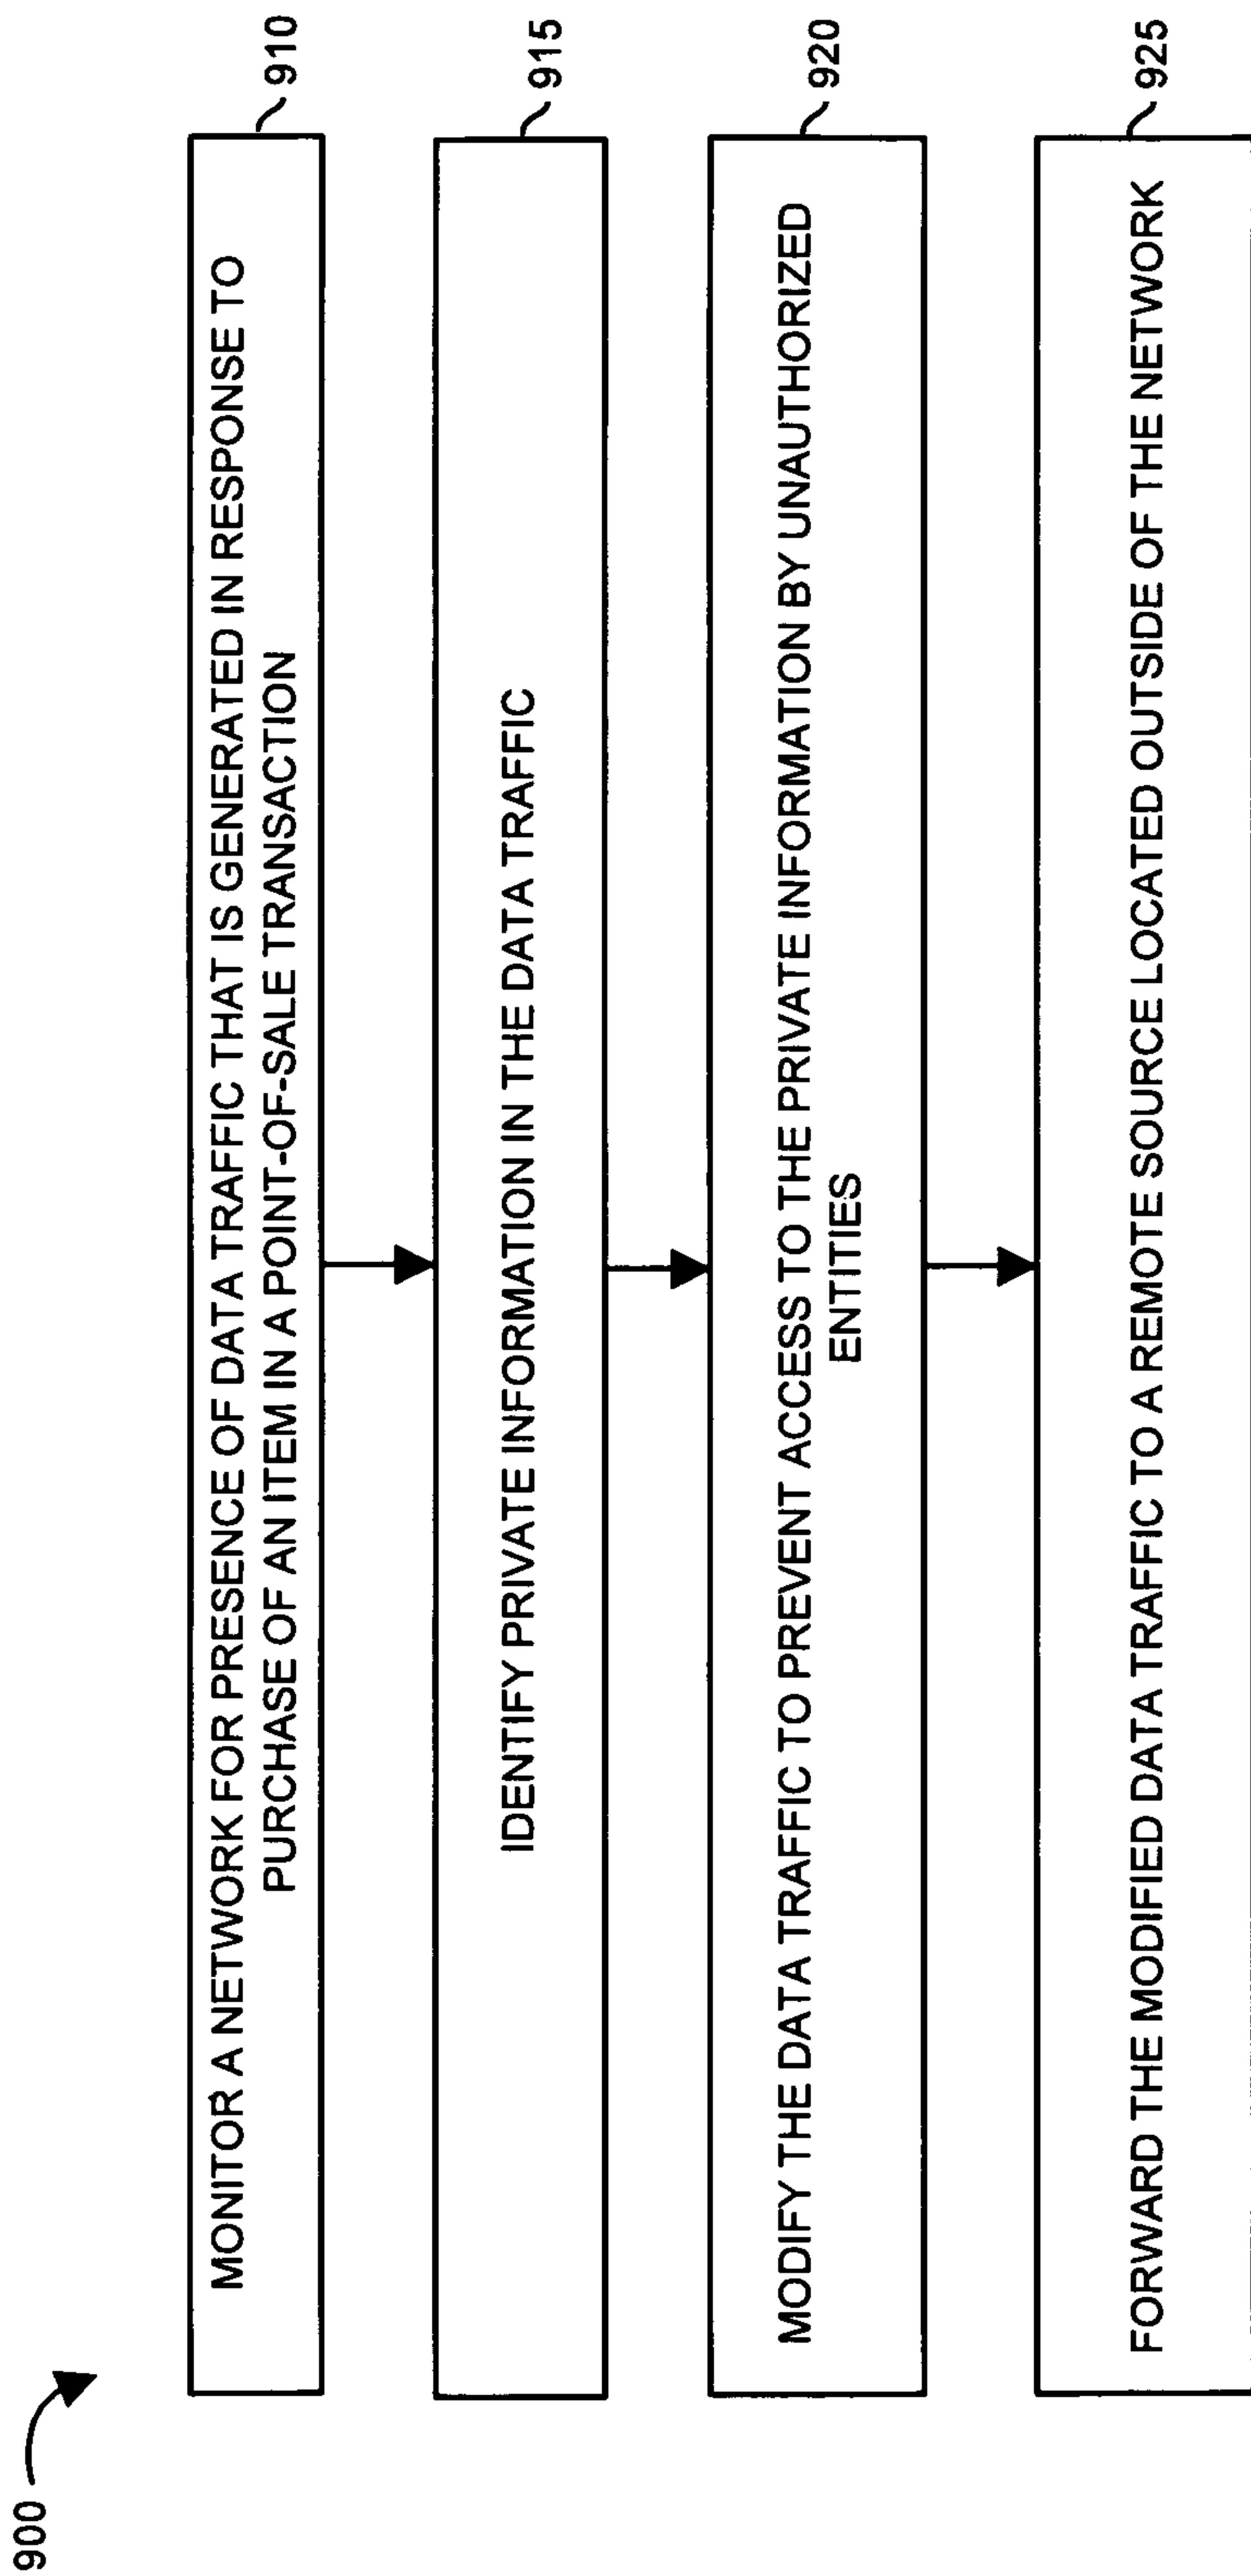 900
MONITOR A NETWORK FOR PRESENCE OF DATA TRAFFIC THAT IS GENERATED IN RESPONSE TO
PURCHASE OF AN ITEM IN A POINT-OF-SALE TRANSACTION
910
IDENTIFY PRIVATE INFORMATION IN THE DATA TRAFFIC
915
MODIFY THE DATA TRAFFIC TO PREVENT ACCESS TO THE PRIVATE INFORMATION BY UNAUTHORIZED
ENTITIES
920
FORWARD THE MODIFIED DATA TRAFFIC TO A REMOTE SOURCE LOCATED OUTSIDE OF THE NETWORK
925